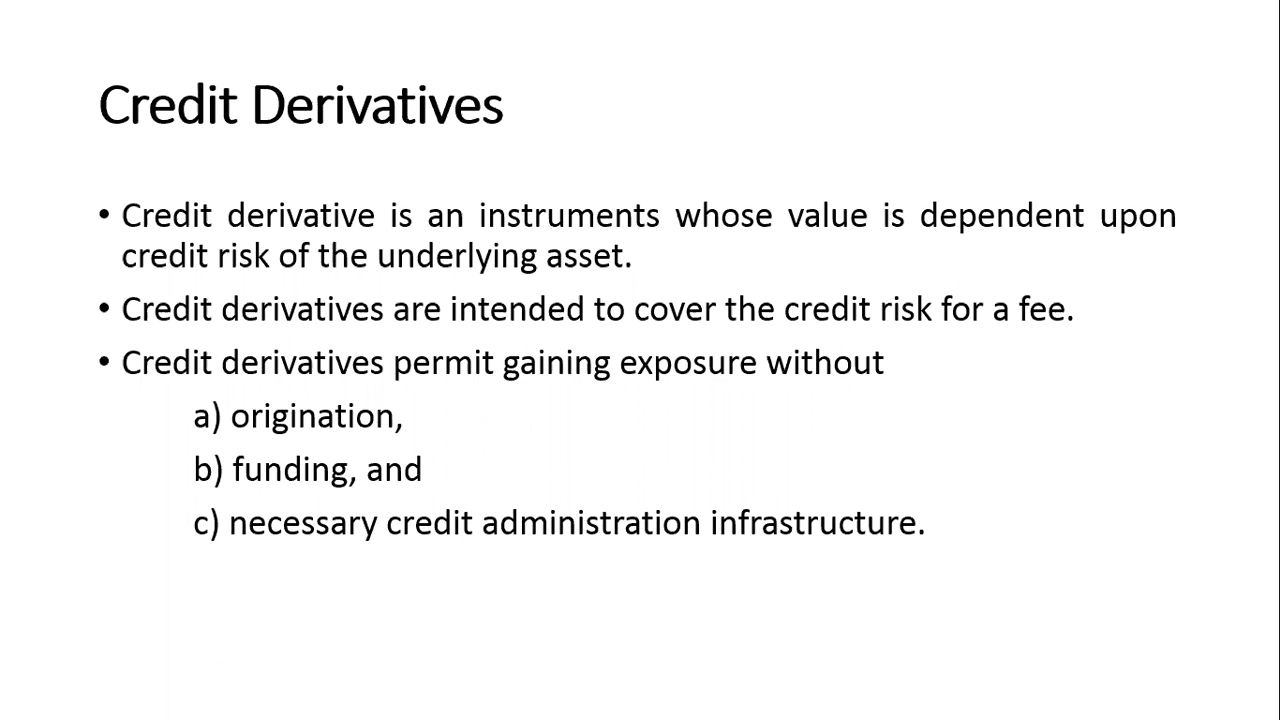 Credit Derivatives
• Credit derivative is an instruments whose value is dependent upon
credit risk of the underlying asset.
• Credit derivatives are intended to cover the credit risk for a fee.
• Credit derivatives permit gaining exposure without
a) origination,
b) funding, and
c) necessary credit administration infrastructure.